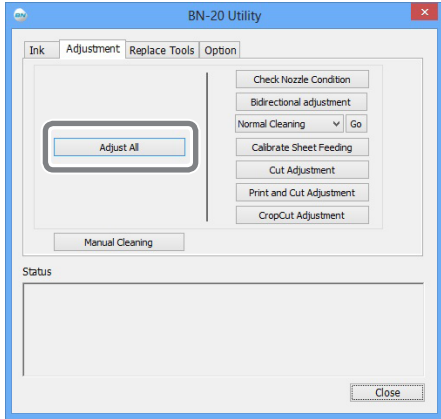 BN-20 Utility
Ink Adjustment Replace Tools Option
Check Nozzle Condition
Bidirectional adjustment
Normal Cleaning Go
Adjust All
Calibrate Sheet Feeding
Cut Adjustment
Print and Cut Adjustment
CropCut Adjustment
Manual Cleaning
Status
Close